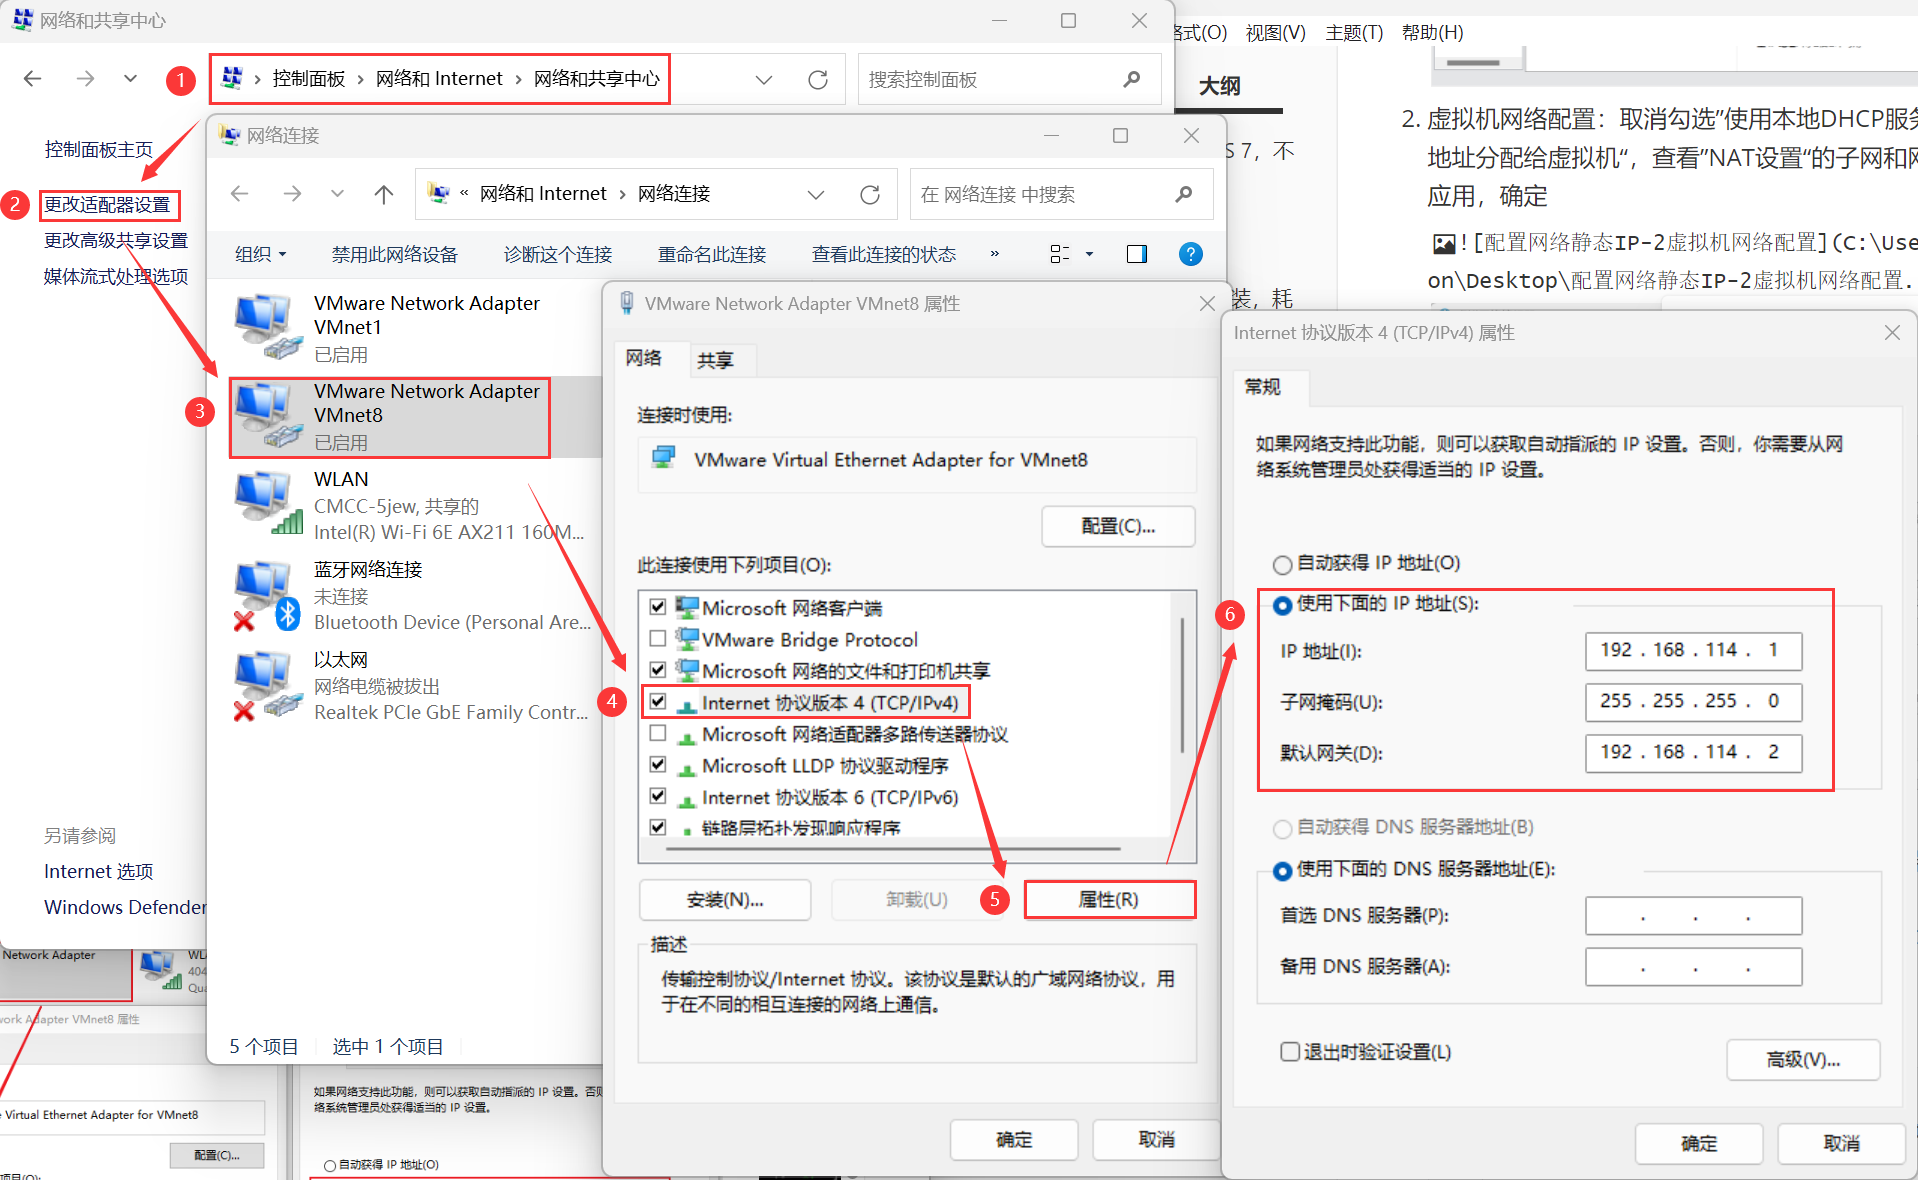 网络和共享中心
1
控制面板 › 网络和 Internet › 网络和共享中心
搜索控制面板
控制面板主页
2
更改适配器设置
更改高级共享设置
媒体流式处理选项
另请参阅
Internet 选项
Windows Defender
网络连接
« 网络和 Internet › 网络连接
在 网络连接 中搜索
组织
禁用此网络设备
诊断这个连接
重命名此连接
查看此连接的状态
»
?
VMware Network Adapter
VMnet1
已启用
3
VMware Network Adapter
VMnet8
已启用
WLAN
CMCC-5jew, 共享的
Intel(R) Wi-Fi 6E AX211 160M...
蓝牙网络连接
未连接
Bluetooth Device (Personal Are...
以太网
网络电缆被拔出
Realtek PCIe GbE Family Contr...
5 个项目
选中 1 个项目
VMware Network Adapter VMnet8 属性
网络
共享
连接时使用:
VMware Virtual Ethernet Adapter for VMnet8
配置(C)...
此连接使用下列项目(O):
Microsoft 网络客户端
VMware Bridge Protocol
Microsoft 网络的文件和打印机共享
4
Internet 协议版本 4 (TCP/IPv4)
Microsoft 网络适配器多路传送器协议
Microsoft LLDP 协议驱动程序
Internet 协议版本 6 (TCP/IPv6)
链路层拓扑发现响应程序
安装(N)...
卸载(U)
5
属性(R)
描述
传输控制协议/Internet 协议。该协议是默认的广域网络协议，用
于在不同的相互连接的网络上通信。
确定
取消
Internet 协议版本 4 (TCP/IPv4) 属性
常规
如果网络支持此功能，则可以获取自动指派的 IP 设置。否则，你需要从网
络系统管理员处获得适当的 IP 设置。
自动获得 IP 地址(O)
6
使用下面的 IP 地址(S):
IP 地址(I):
192 . 168 . 114 . 1
子网掩码(U):
255 . 255 . 255 . 0
默认网关(D):
192 . 168 . 114 . 2
自动获得 DNS 服务器地址(B)
使用下面的 DNS 服务器地址(E):
首选 DNS 服务器(P):
. . .
备用 DNS 服务器(A):
. . .
退出时验证设置(L)
高级(V)...
确定
取消
式(O) 视图(V) 主题(T) 帮助(H)
大纲
S 7，不
装，耗
2. 虚拟机网络配置：取消勾选”使用本地DHCP服
地址分配给虚拟机“，查看”NAT设置“的子网和
应用，确定
![配置网络静态IP-2虚拟机网络配置](C:\Use
on\Desktop\配置网络静态IP-2虚拟机网络配置.
Network Adapter
WL
404
Qua
work Adapter VMnet8 属性
Virtual Ethernet Adapter for VMnet8
配置(C)...
项目(O):
如果网络支持此功能，则可以获取自动指派的 IP 设置。否则
络系统管理员处获得适当的 IP 设置。
自动获得 IP 地址(O)